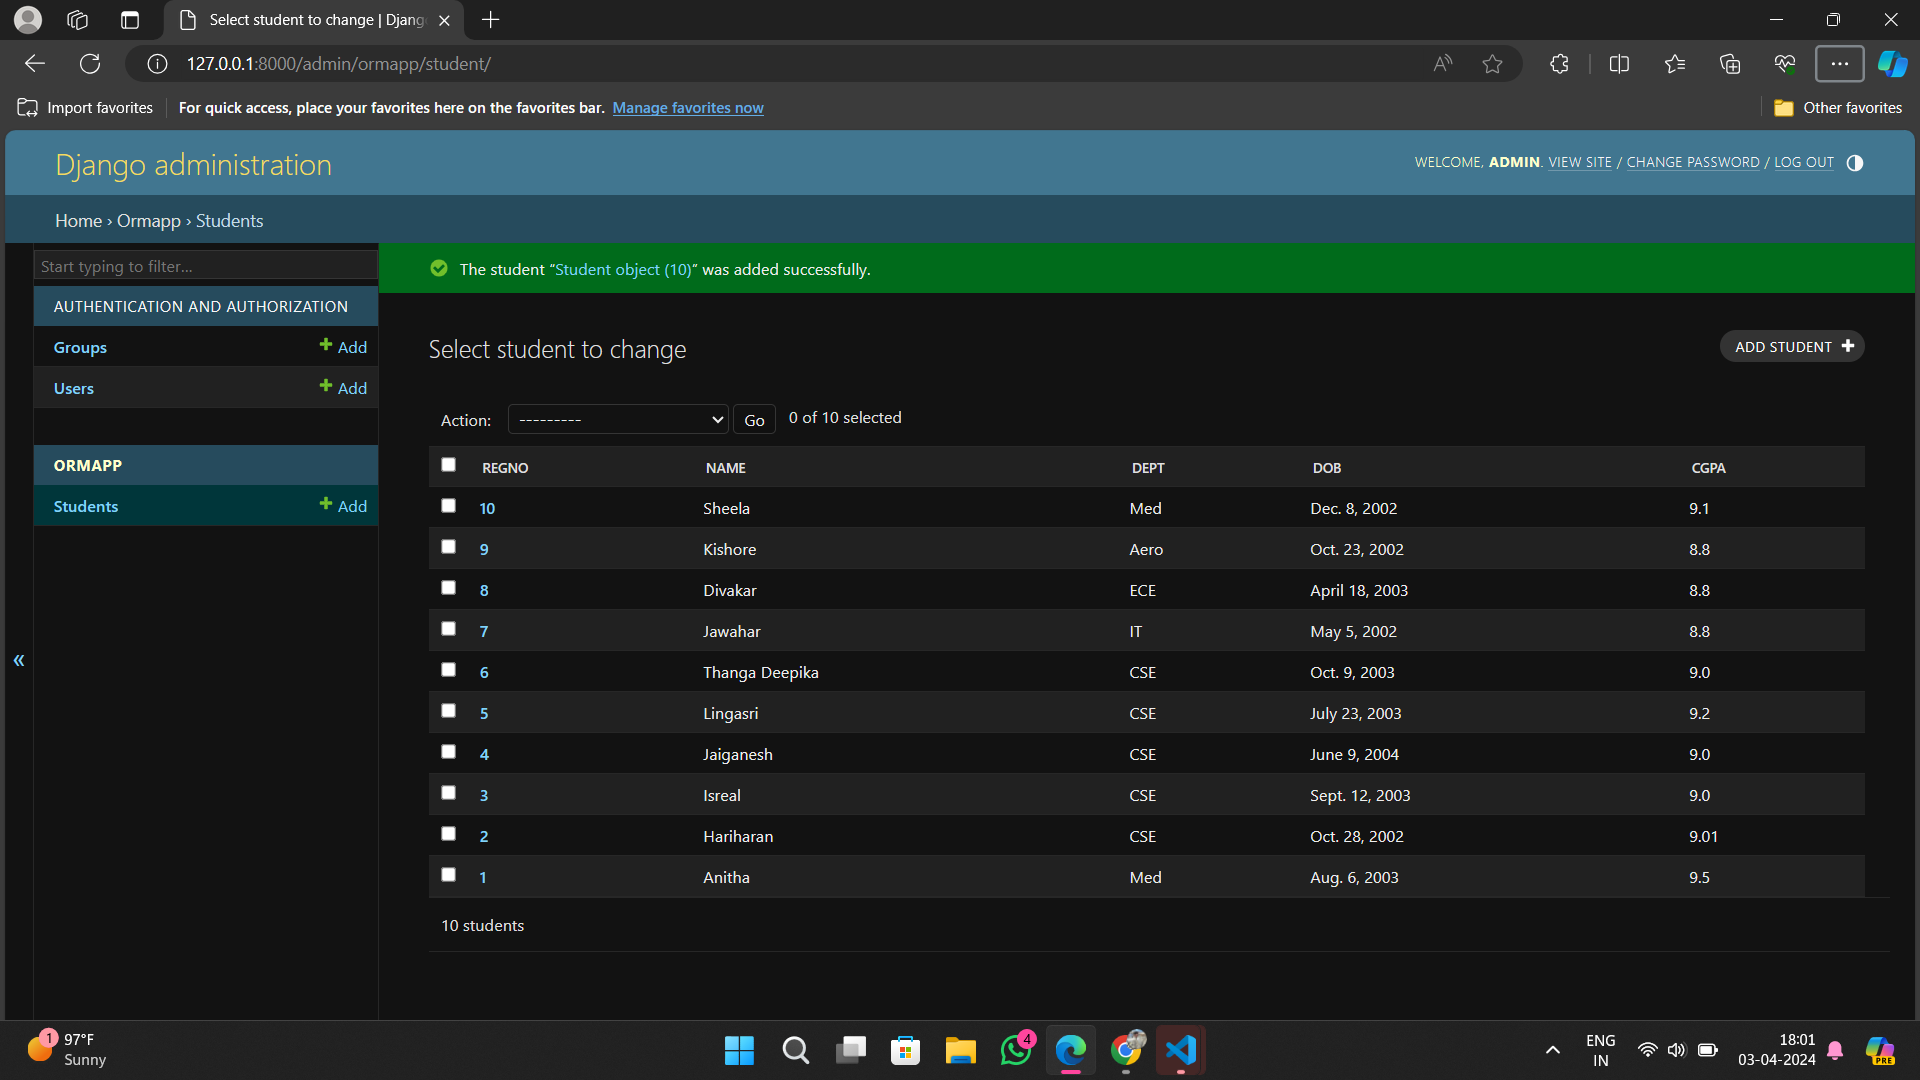 Select student to change | Djang
127.0.0.1:8000/admin/ormapp/student/
Import favorites
For quick access, place your favorites here on the favorites bar. Manage favorites now
Other favorites
Django administration
WELCOME, ADMIN. VIEW SITE / CHANGE PASSWORD / LOG OUT
Home › Ormapp › Students
Start typing to filter...
The student “Student object (10)” was added successfully.
AUTHENTICATION AND AUTHORIZATION
Groups + Add
Users + Add
ORMAPP
Students + Add
«
Select student to change
ADD STUDENT +
Action: --------- Go 0 of 10 selected
REGNO NAME DEPT DOB CGPA
10 Sheela Med Dec. 8, 2002 9.1
9 Kishore Aero Oct. 23, 2002 8.8
8 Divakar ECE April 18, 2003 8.8
7 Jawahar IT May 5, 2002 8.8
6 Thanga Deepika CSE Oct. 9, 2003 9.0
5 Lingasri CSE July 23, 2003 9.2
4 Jaiganesh CSE June 9, 2004 9.0
3 Isreal CSE Sept. 12, 2003 9.0
2 Hariharan CSE Oct. 28, 2002 9.01
1 Anitha Med Aug. 6, 2003 9.5
10 students
1
97°F
Sunny
4
ENG
IN
18:01
03-04-2024
PRE